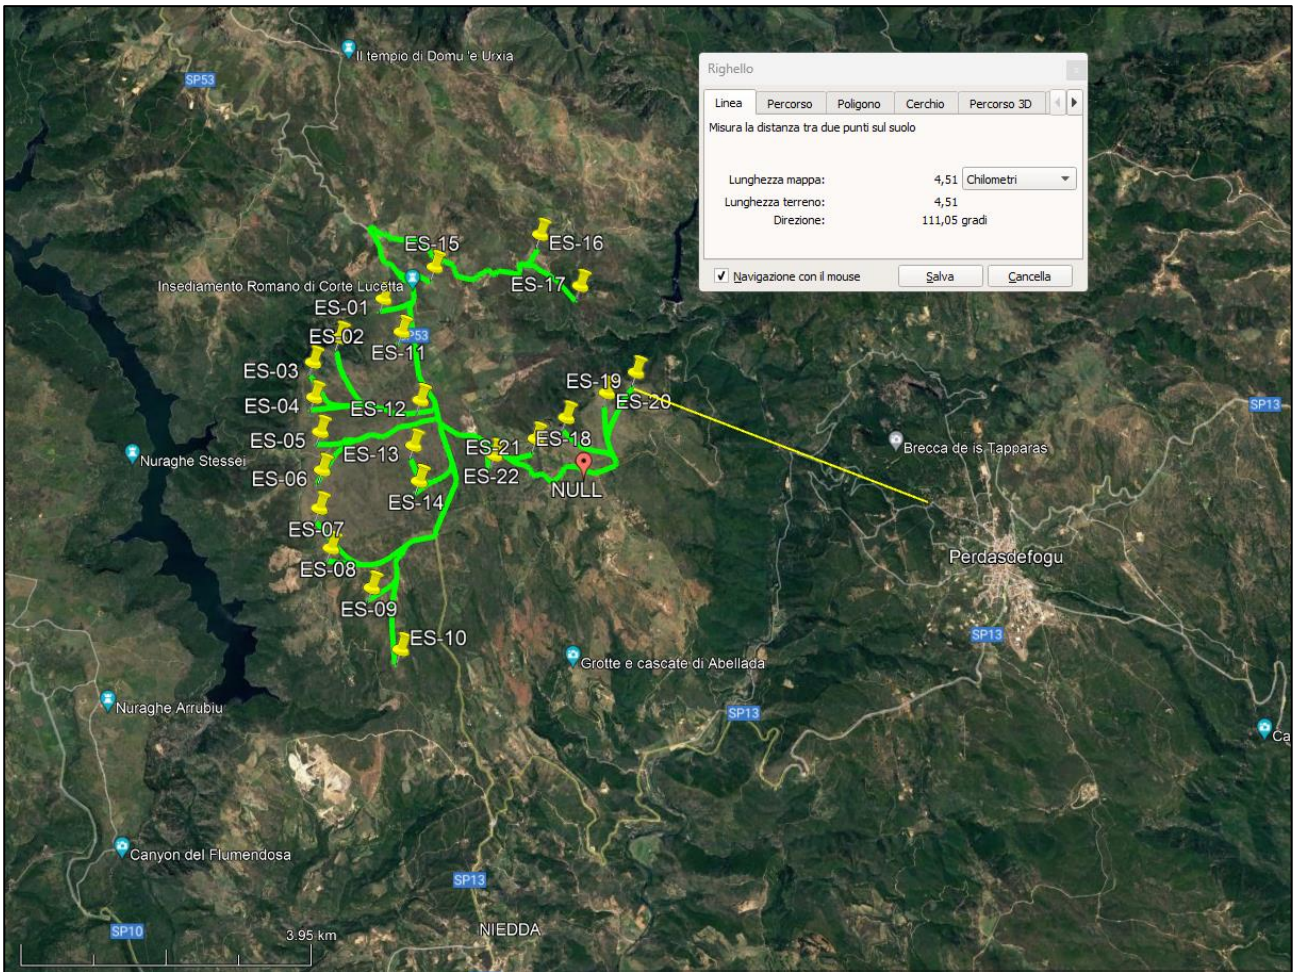 Il tempio di Domu 'e Urxia
SP53
Righello
Linea
Percorso
Poligono
Cerchio
Percorso 3D
Misura la distanza tra due punti sul suolo
Lunghezza mappa:
4,51
Chilometri
Lunghezza terreno:
4,51
Direzione:
111,05 gradi
Navigazione con il mouse
Salva
Cancella
ES-15
ES-16
ES-17
Insediamento Romano di Corte Lucetta
ES-01
ES-02
P53
ES-11
ES-03
ES-19
ES-04
ES-12
ES-20
SP13
ES-05
ES-13
ES-21
ES-18
Brecca de is Tapparas
Nuraghe Stessei
ES-06
ES-22
NULL
ES-14
ES-07
ES-08
Perdasdefogu
ES-09
ES-10
SP13
Grotte e cascate di Abellada
Nuraghe Arrubiu
SP13
Ca
Canyon del Flumendosa
SP13
SP10
3.95 km
NIEDDA